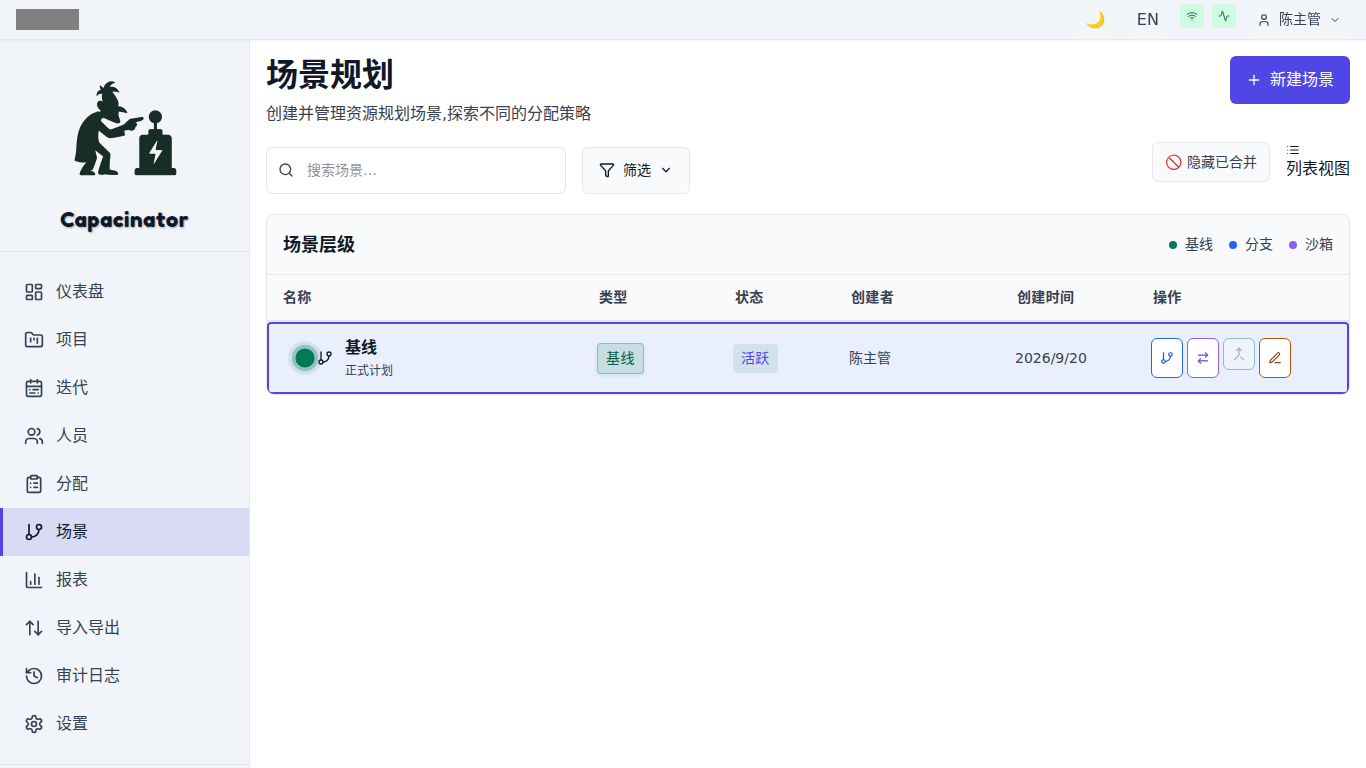 EN
陈主管
Capacinator
仪表盘
项目
迭代
人员
分配
场景
报表
导入导出
审计日志
设置
场景规划
创建并管理资源规划场景,探索不同的分配策略
新建场景
搜索场景...
筛选
隐藏已合并
列表视图
场景层级
基线 分支 沙箱
名称 类型 状态 创建者 创建时间 操作
基线
正式计划
基线 活跃 陈主管 2026/9/20